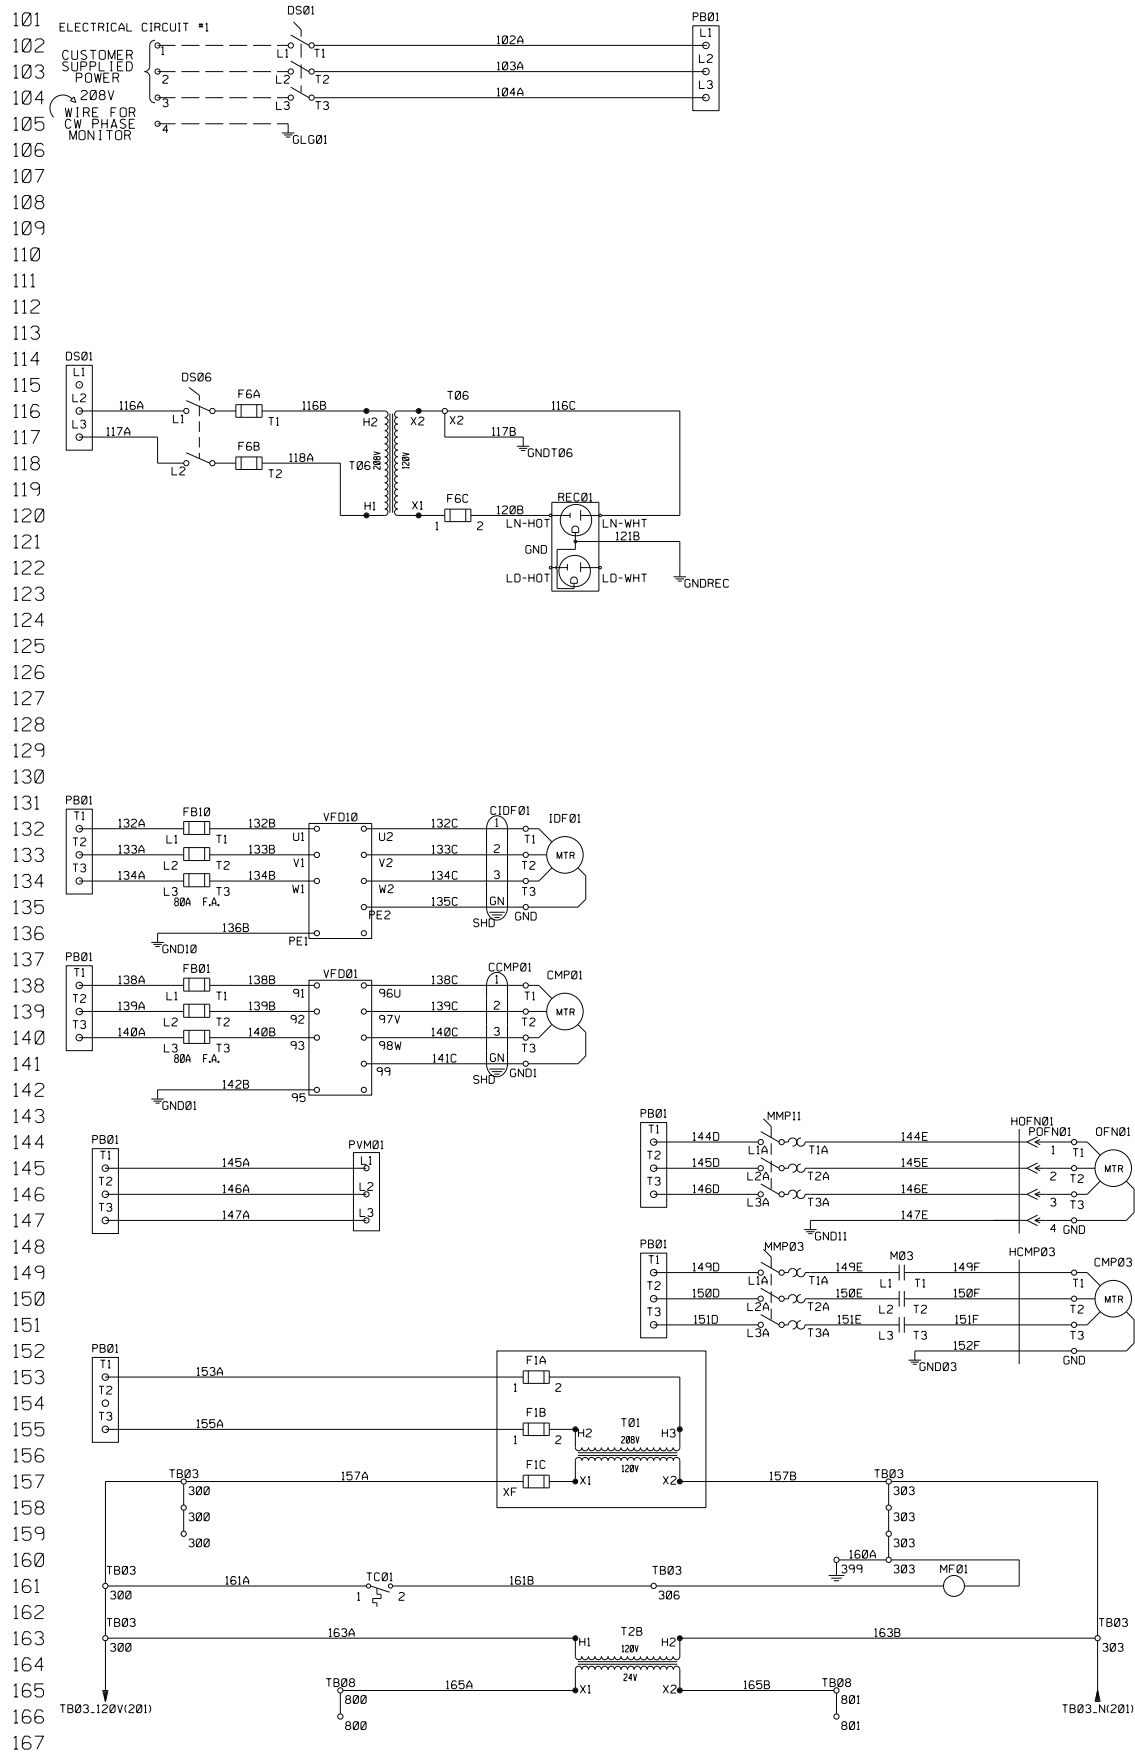 101
ELECTRICAL CIRCUIT #1
DS01
PB01
102
1
L1
T1
102A
L1
CUSTOMER
SUPPLIED
POWER
103
2
L2
T2
103A
L2
104
208V
3
L3
T3
104A
L3
WIRE FOR
CW PHASE
MONITOR
105
4
GLG01
106
107
108
109
110
111
112
113
114
DS01
115
L1
DS06
F6A
T06
116
L2
116A
L1
T1
116B
H2
X2
X2
116C
117
L3
117A
F6B
117B
GNDT06
118
L2
T2
118A
T06
208V
120V
119
H1
X1
F6C
REC01
120
1
2
120B
LN-HOT
LN-WHT
121
GND
121B
122
LD-HOT
LD-WHT
GNDREC
123
124
125
126
127
128
129
130
131
PB01
FB10
VFD10
CIDF01
IDF01
132
T1
132A
L1
T1
132B
U1
U2
132C
1
T1
133
T2
133A
L2
T2
133B
V1
V2
133C
2
T2
MTR
134
T3
134A
L3
T3
134B
W1
W2
134C
3
T3
80A F.A.
135
PE2
135C
GN
SHD
GND
136
136B
GND10
PE1
137
PB01
FB01
VFD01
CCMP01
CMP01
138
T1
138A
L1
T1
138B
91
96U
138C
1
T1
139
T2
139A
L2
T2
139B
92
97V
139C
2
T2
MTR
140
T3
140A
L3
T3
140B
93
98W
140C
3
T3
80A F.A.
141
99
141C
GN
SHD
GND1
142
142B
GND01
95
143
PB01
MMP11
HOFN01
POFN01
OFN01
144
T1
144D
L1A
T1A
144E
1
T1
PB01
PVM01
145
T1
145A
L1
T2
145D
L2A
T2A
145E
2
T2
MTR
146
T2
146A
L2
T3
146D
L3A
T3A
146E
3
T3
147
T3
147A
L3
GND11
147E
4
GND
148
PB01
MMP03
M03
HCMP03
CMP03
149
T1
149D
L1A
T1A
149E
L1
T1
149F
T1
150
T2
150D
L2A
T2A
150E
L2
T2
150F
T2
MTR
151
T3
151D
L3A
T3A
151E
L3
T3
151F
T3
152
GND03
152F
GND
PB01
153
T1
153A
F1A
1
2
154
T2
155
T3
155A
F1B
1
2
H2
T01
H3
208V
156
120V
157
TB03
300
157A
F1C
XF
X1
X2
157B
TB03
303
158
300
303
159
300
303
160
160A
399
303
161
TB03
300
161A
TC01
1
2
161B
TB03
306
MF01
162
163
TB03
300
163A
H1
T2B
120V
H2
163B
TB03
303
164
24V
165
TB08
800
165A
X1
X2
165B
TB08
801
166
TB03_120V(201)
800
801
TB03_N(201)
167